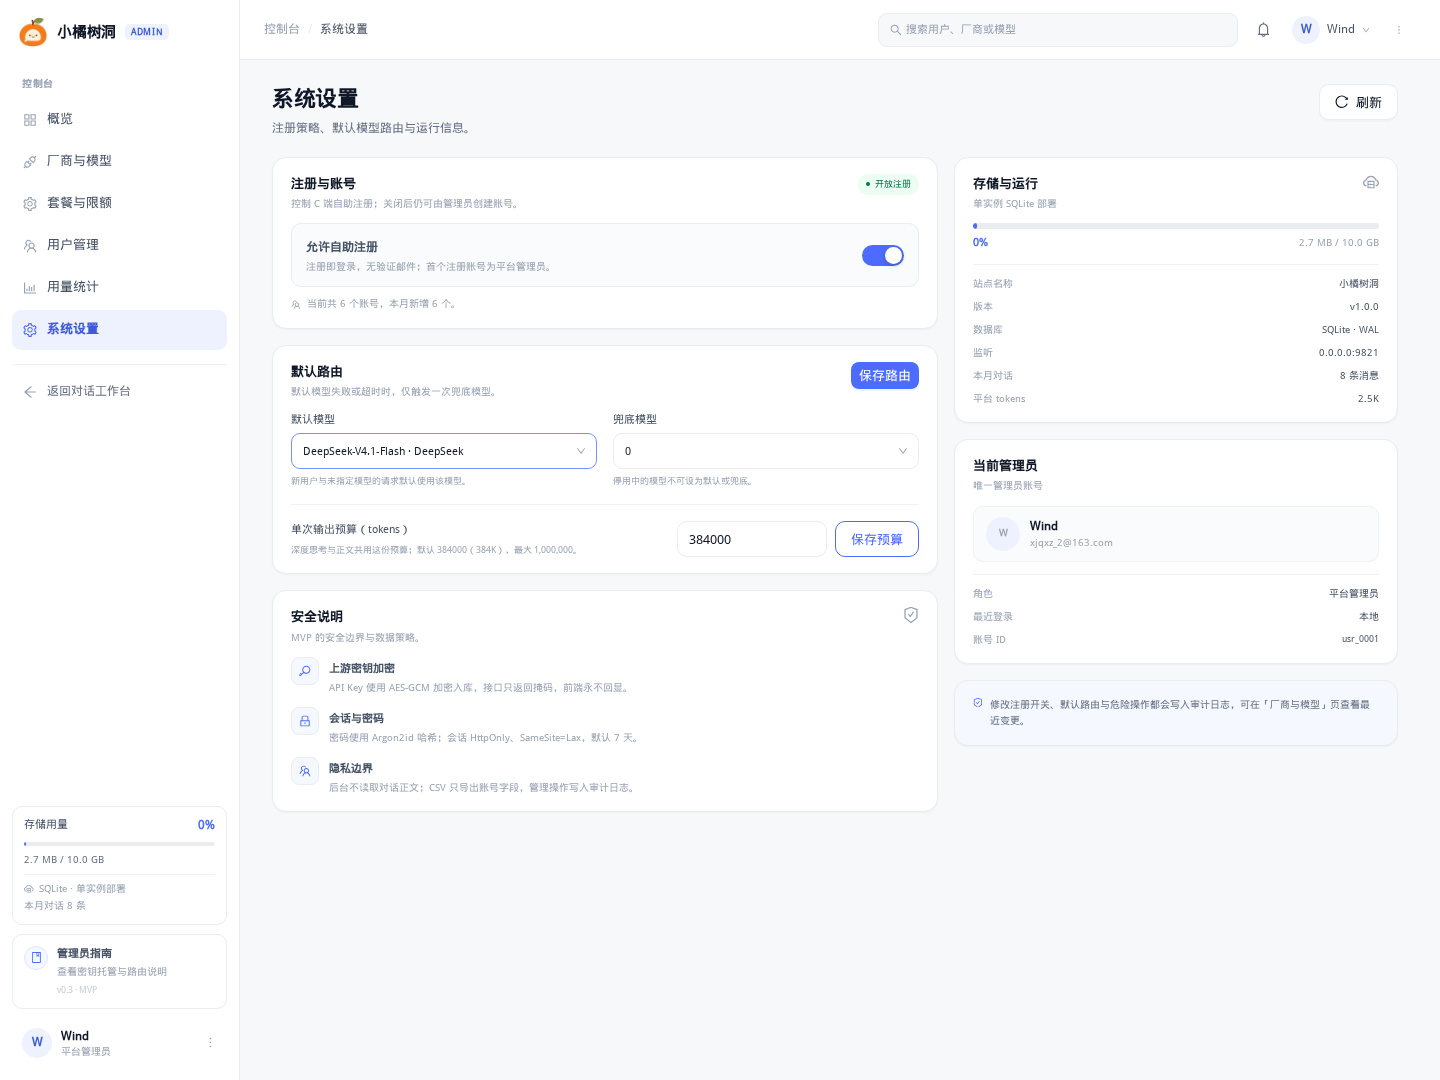 小橘树洞 ADMIN
控制台
概览
厂商与模型
套餐与限额
用户管理
用量统计
系统设置
返回对话工作台
存储用量 0%
2.7 MB / 10.0 GB
SQLite · 单实例部署
本月对话 8 条
管理员指南
查看密钥托管与路由说明
v0.3 · MVP
W Wind
平台管理员
控制台 / 系统设置
搜索用户、厂商或模型
W Wind
系统设置
注册策略、默认模型路由与运行信息。
刷新
注册与账号
开放注册
控制 C 端自助注册；关闭后仍可由管理员创建账号。
允许自助注册
注册即登录，无验证邮件；首个注册账号为平台管理员。
当前共 6 个账号，本月新增 6 个。
默认路由
保存路由
默认模型失败或超时时，仅触发一次兜底模型。
默认模型 兜底模型
DeepSeek-V4.1-Flash · DeepSeek 0
新用户与未指定模型的请求默认使用该模型。 停用中的模型不可设为默认或兜底。
单次输出预算（tokens）
深度思考与正文共用这份预算；默认 384000（384K），最大 1,000,000。
384000 保存预算
安全说明
MVP 的安全边界与数据策略。
上游密钥加密
API Key 使用 AES-GCM 加密入库，接口只返回掩码，前端永不回显。
会话与密码
密码使用 Argon2id 哈希；会话 HttpOnly、SameSite=Lax，默认 7 天。
隐私边界
后台不读取对话正文；CSV 只导出账号字段，管理操作写入审计日志。
存储与运行
单实例 SQLite 部署
0% 2.7 MB / 10.0 GB
站点名称 小橘树洞
版本 v1.0.0
数据库 SQLite · WAL
监听 0.0.0.0:9821
本月对话 8 条消息
平台 tokens 2.5K
当前管理员
唯一管理员账号
W Wind
xjqxz_2@163.com
角色 平台管理员
最近登录 本地
账号 ID usr_0001
修改注册开关、默认路由与危险操作都会写入审计日志，可在「厂商与模型」页查看最
近变更。